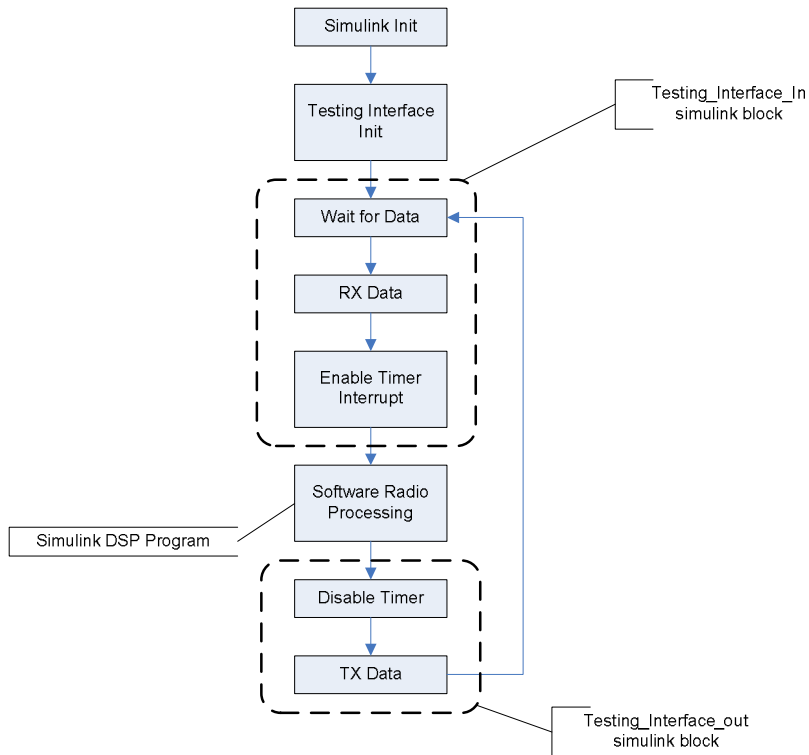 Simulink Init
Testing Interface
Init
Testing_Interface_In
simulink block
Wait for Data
RX Data
Enable Timer
Interrupt
Software Radio
Processing
Simulink DSP Program
Disable Timer
TX Data
Testing_Interface_out
simulink block